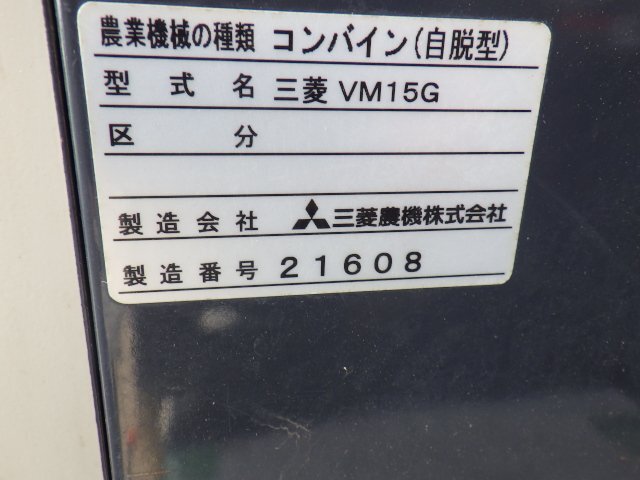 農業機械の種類 コンバイン(自脱型)
型式名 三菱 VM15G
区分
製造会社 三菱農機株式会社
製造番号 21608